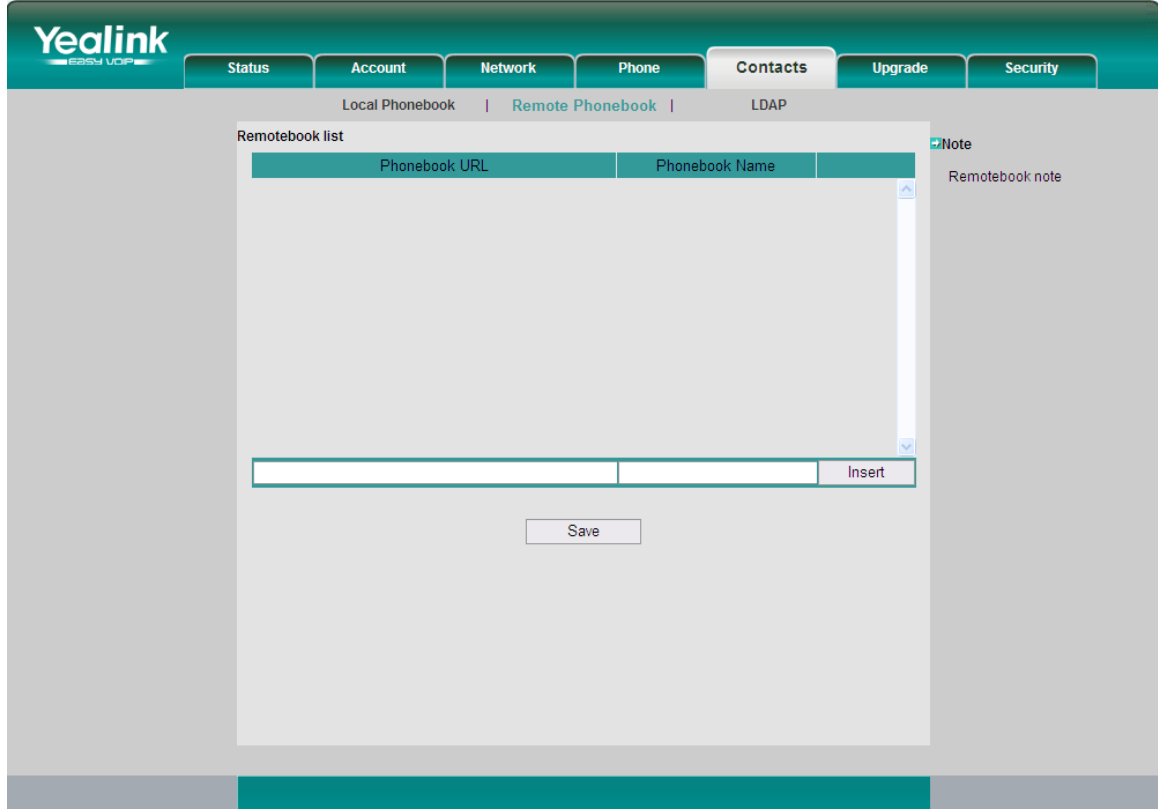 Yealink
EASY VOIP
Status Account Network Phone Contacts Upgrade Security
Local Phonebook | Remote Phonebook | LDAP
Remotebook list
Phonebook URL Phonebook Name
Insert
Save
Note
Remotebook note